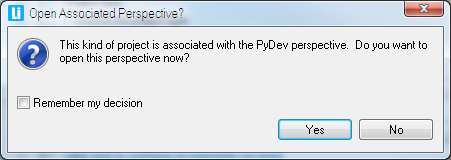 Li Open Associated Perspective?
This kind of project is associated with the PyDev perspective. Do you want to
open this perspective now?
Remember my decision
Yes No